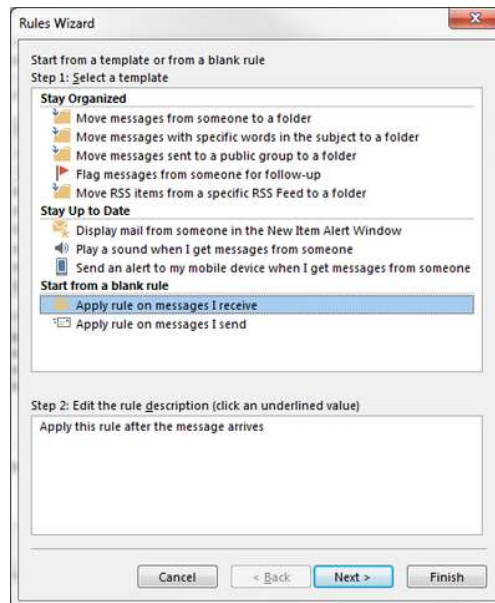 Rules Wizard
Start from a template or from a blank rule
Step 1: Select a template
Stay Organized
Move messages from someone to a folder
Move messages with specific words in the subject to a folder
Move messages sent to a public group to a folder
Flag messages from someone for follow-up
Move RSS items from a specific RSS Feed to a folder
Stay Up to Date
Display mail from someone in the New Item Alert Window
Play a sound when I get messages from someone
Send an alert to my mobile device when I get messages from someone
Start from a blank rule
Apply rule on messages I receive
Apply rule on messages I send
Step 2: Edit the rule description (click an underlined value)
Apply this rule after the message arrives
Cancel < Back Next > Finish